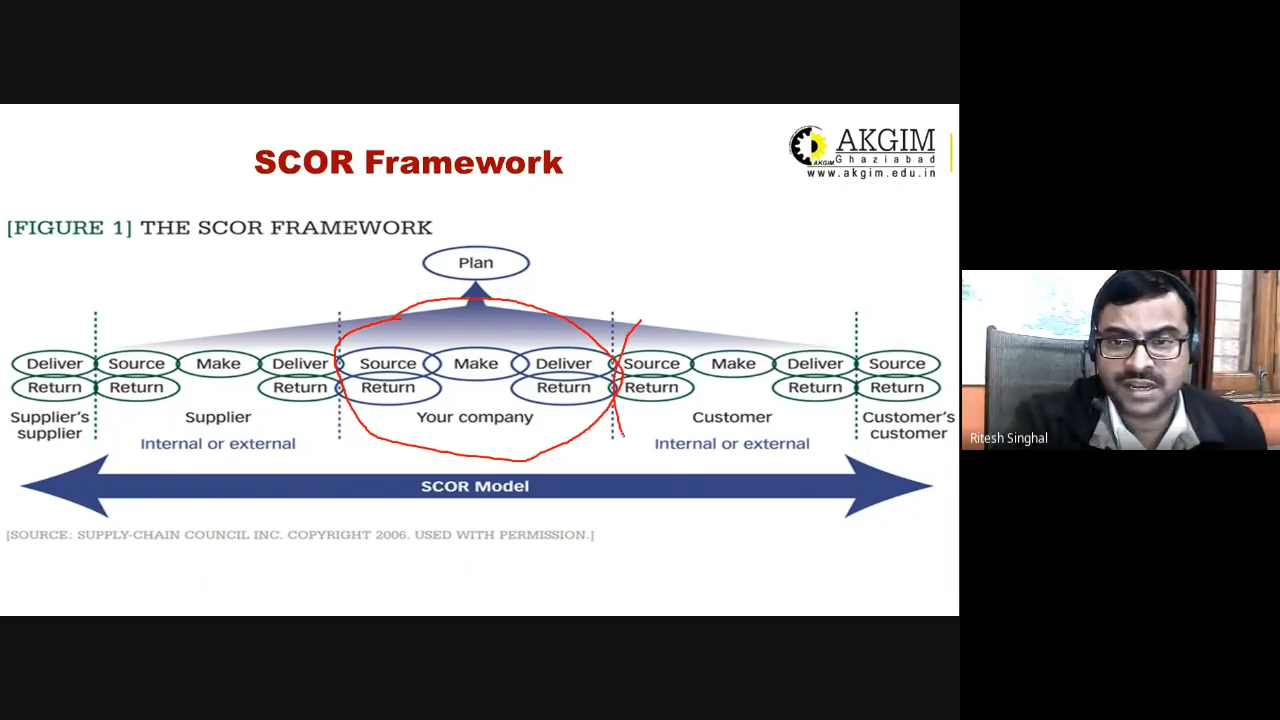 SCOR Framework
AKGIM
Ghaziabad
AKGIM
www.akgim.edu.in
[FIGURE 1] THE SCOR FRAMEWORK
Plan
Deliver Source Make Deliver Source Make Deliver Source Make Deliver Source
Return Return Return Return Return Return Return Return
Supplier's supplier Supplier Your company Customer Customer's customer
Internal or external Internal or external
SCOR Model
[SOURCE: SUPPLY-CHAIN COUNCIL INC. COPYRIGHT 2006. USED WITH PERMISSION.]
Ritesh Singhal